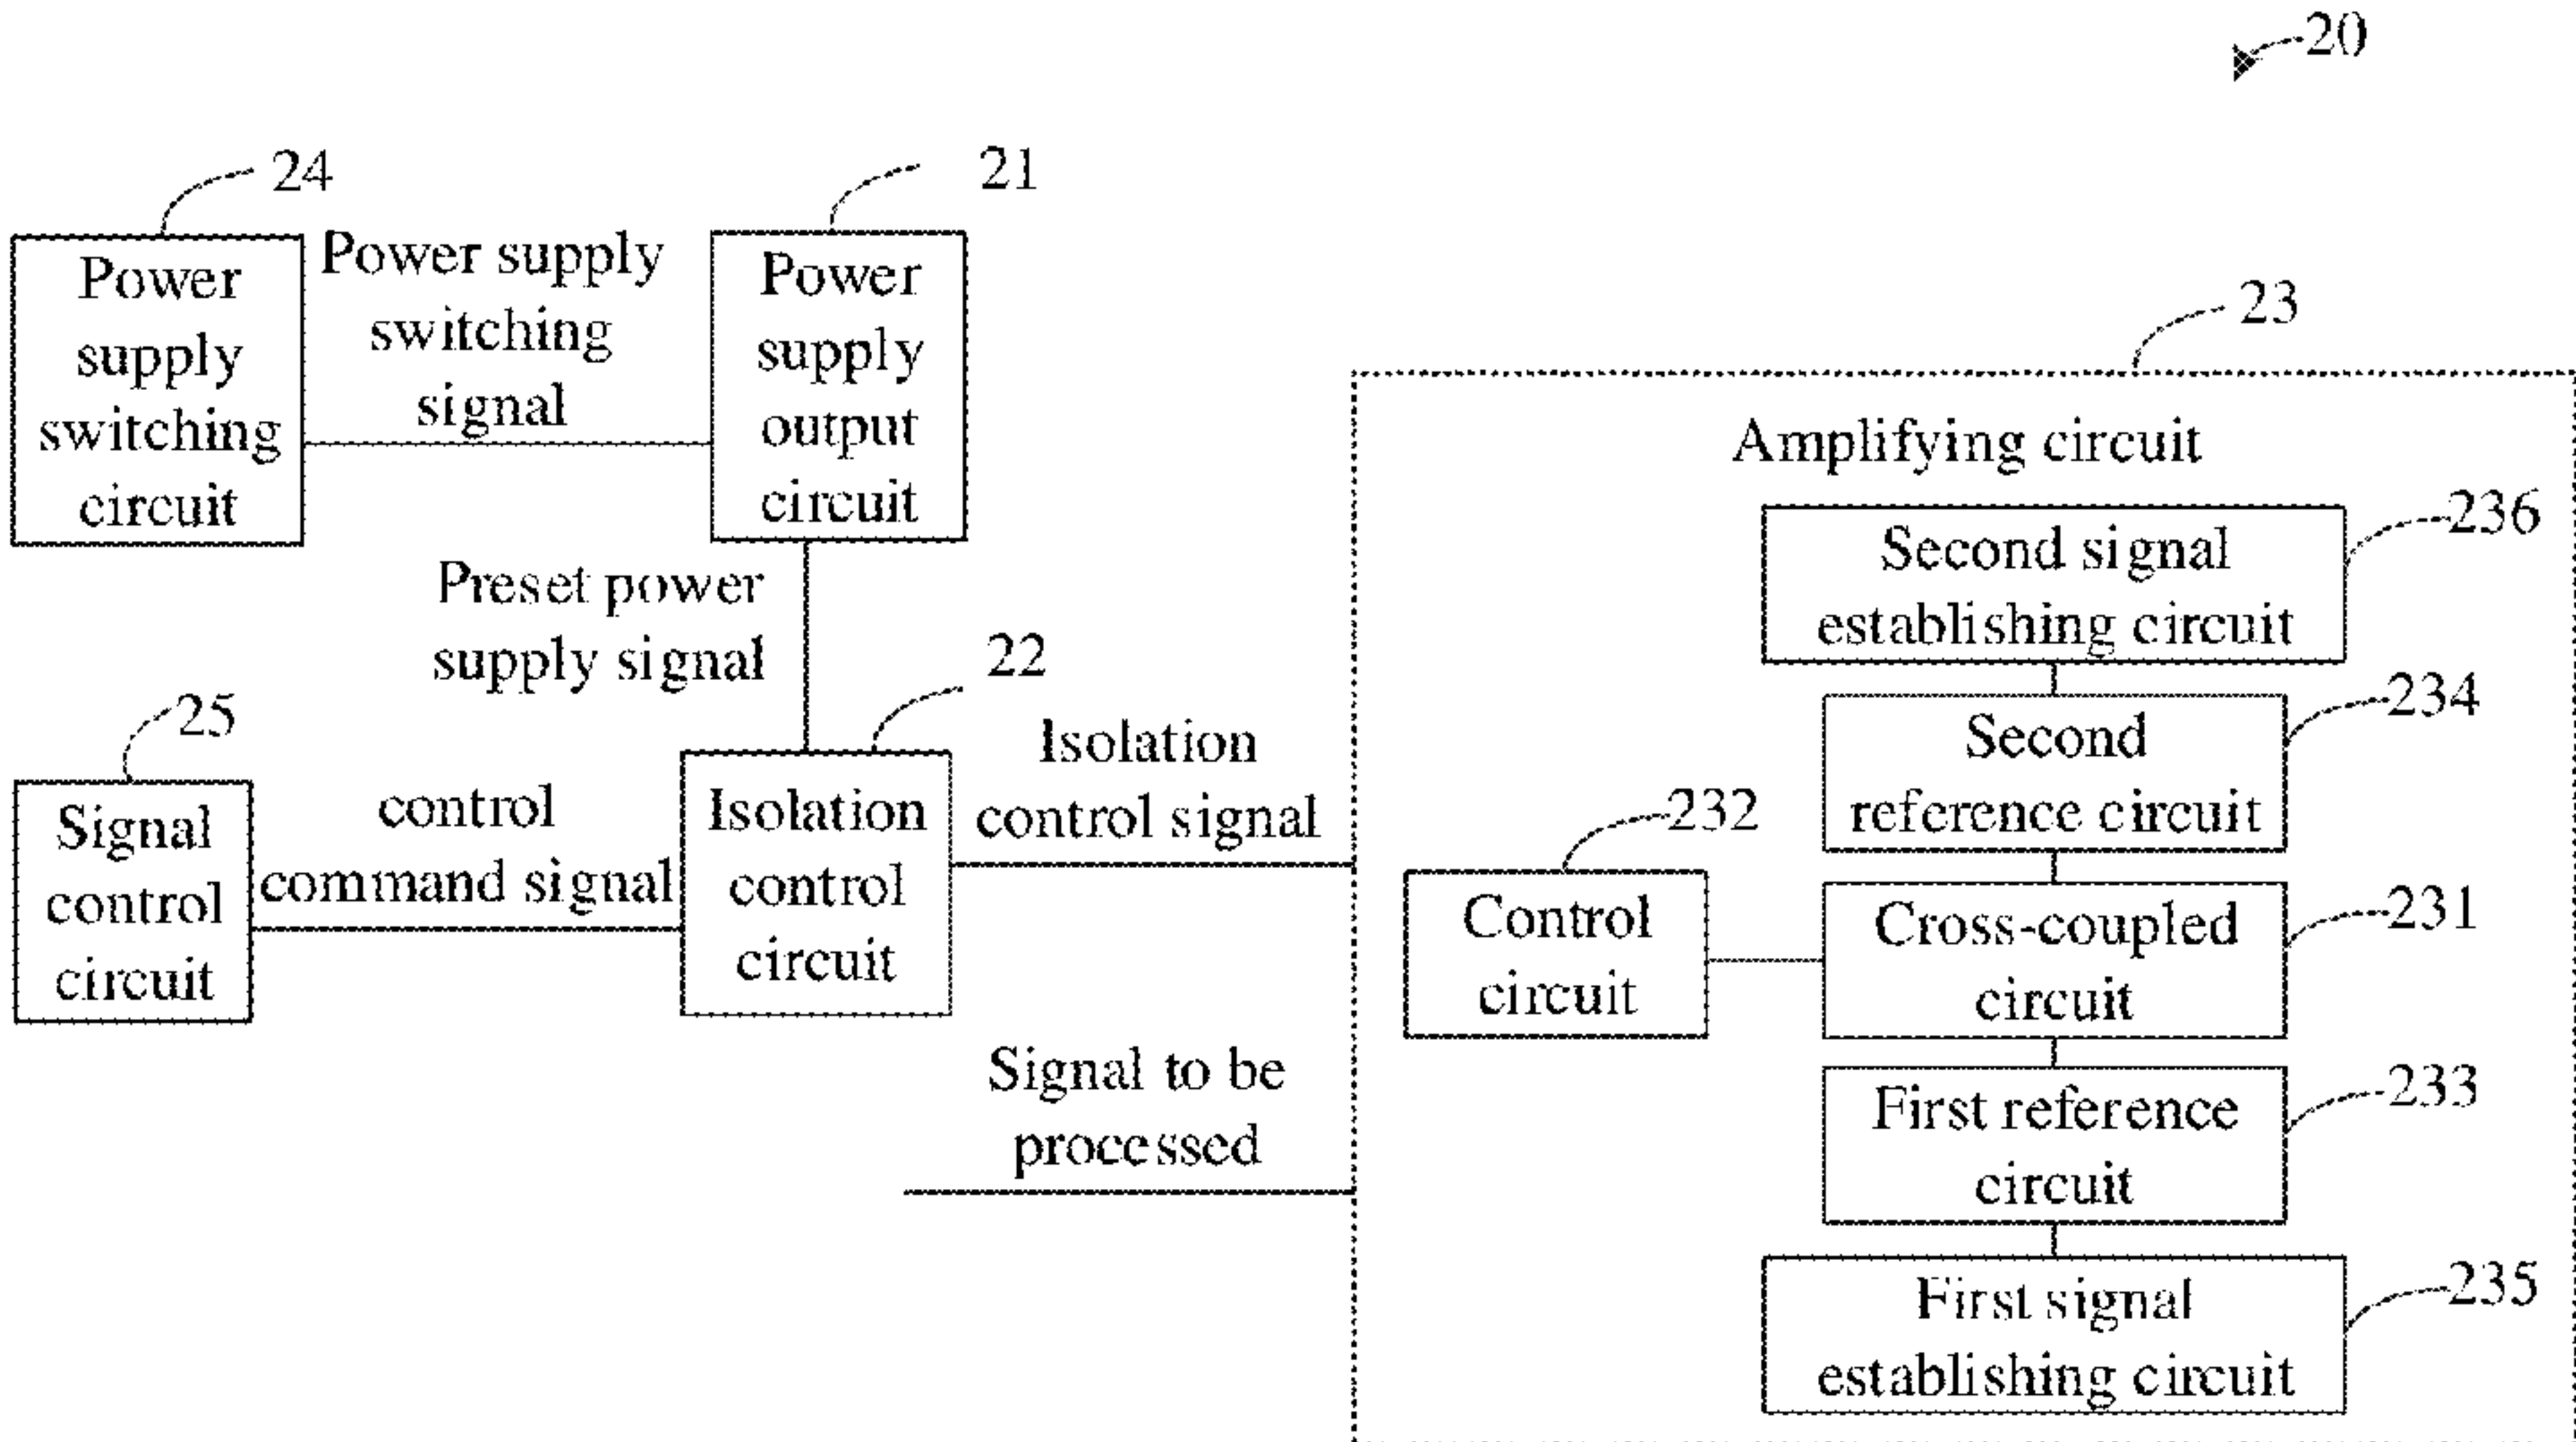 20
24
21
Power
supply
switching
circuit
Power supply
switching
signal
Power
supply
output
circuit
23
Amplifying circuit
Preset power
supply signal
22
25
Signal
control
circuit
control
command signal
Isolation
control
circuit
Isolation
control signal
Signal to be
processed
236
Second signal
establishing circuit
234
Second
reference circuit
232
Control
circuit
231
Cross-coupled
circuit
233
First reference
circuit
235
First signal
establishing circuit